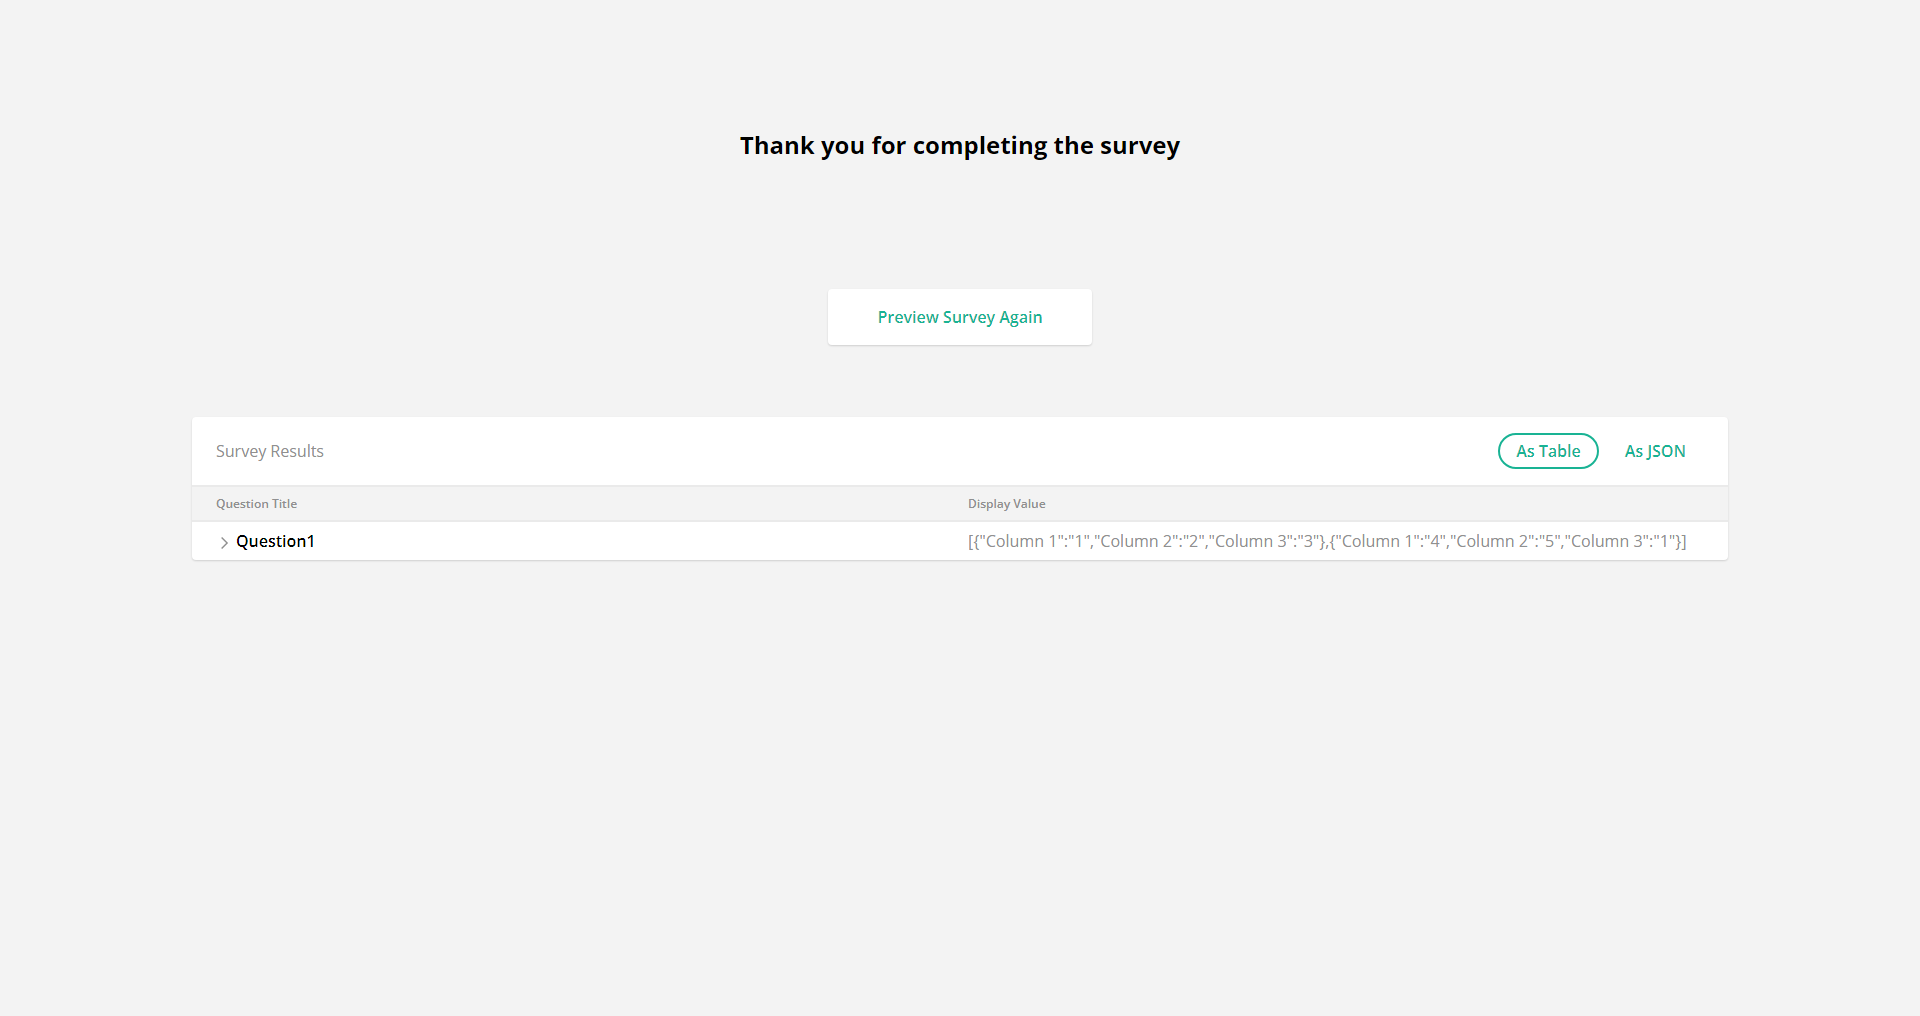 Thank you for completing the survey
Preview Survey Again
Survey Results
As Table
As JSON
Question Title
Display Value
Question1
[{"Column 1":"1","Column 2":"2","Column 3":"3"},{"Column 1":"4","Column 2":"5","Column 3":"1"}]